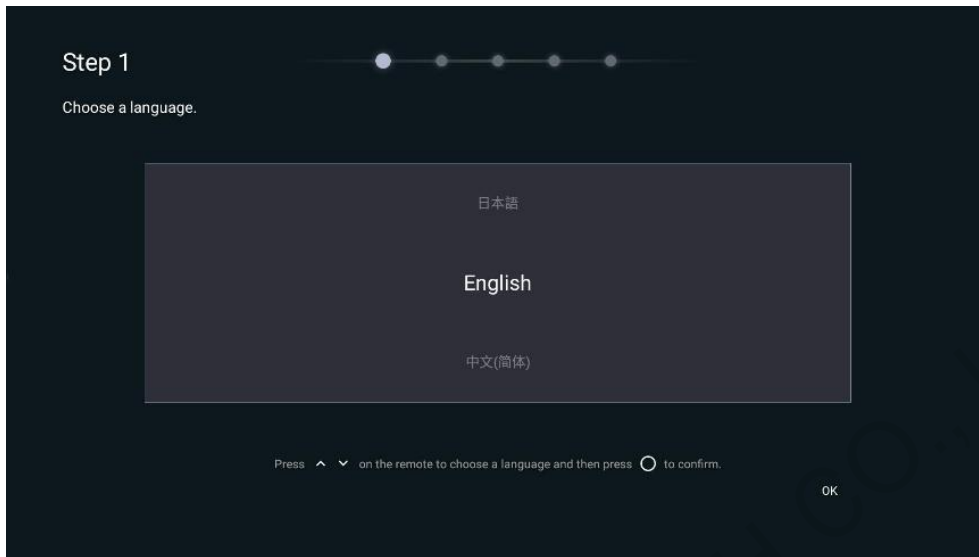 Step 1
Choose a language.
日本語
English
中文(简体)
Press ∧ ∨ on the remote to choose a language and then press ○ to confirm.
OK